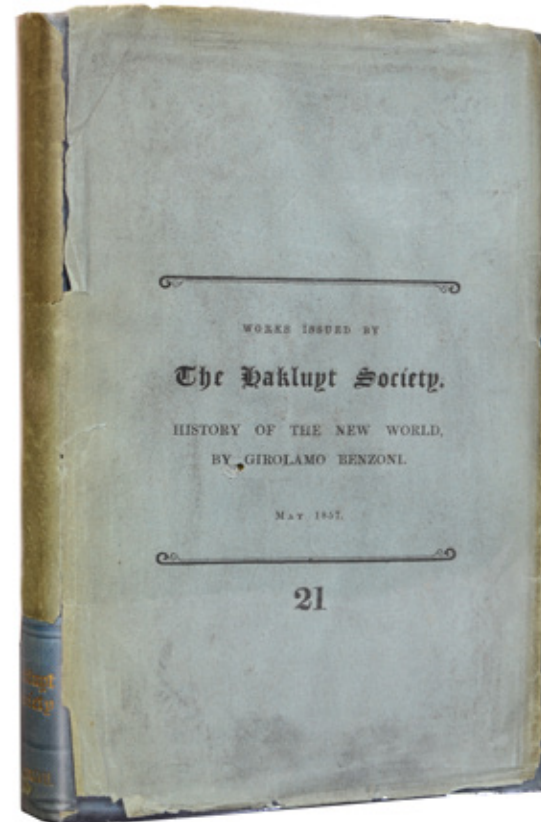 WORKS ISSUED BY
The Hakluyt Society.
HISTORY OF THE NEW WORLD,
BY GIROLAMO BENZONI.
MAY 1857.
21